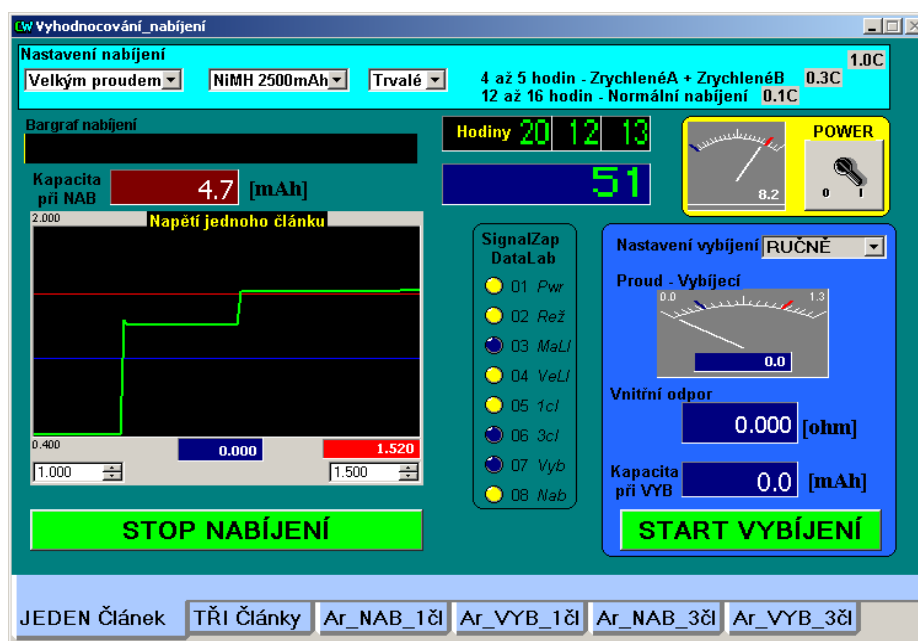 CW Vyhodnocování_nabíjení
Nastavení nabíjení
Velkým proudem
NiMH 2500mAh
Trvalé
4 až 5 hodin - ZrychlenéA + ZrychlenéB 0.3C
1.0C
12 až 16 hodin - Normální nabíjení 0.1C
Bargraf nabíjení
Hodiny 20 12 13
POWER
8.2
0 I
Kapacita
při NAB
4.7 [mAh]
51
2.000
Napětí jednoho článku
0.400
0.000
1.520
1.000
1.500
STOP NABÍJENÍ
SignalZap
DataLab
01 Pwr
02 Rež
03 MaLI
04 VeLI
05 1cl
06 3cl
07 Vyb
08 Nab
Nastavení vybíjení RUČNĚ
Proud - Vybíjecí
0.0 1.3
0.0
Vnitřní odpor
0.000 [ohm]
Kapacita
při VYB
0.0 [mAh]
START VYBÍJENÍ
JEDEN Článek
TŘI Články
Ar_NAB_1čl
Ar_VYB_1čl
Ar_NAB_3čl
Ar_VYB_3čl